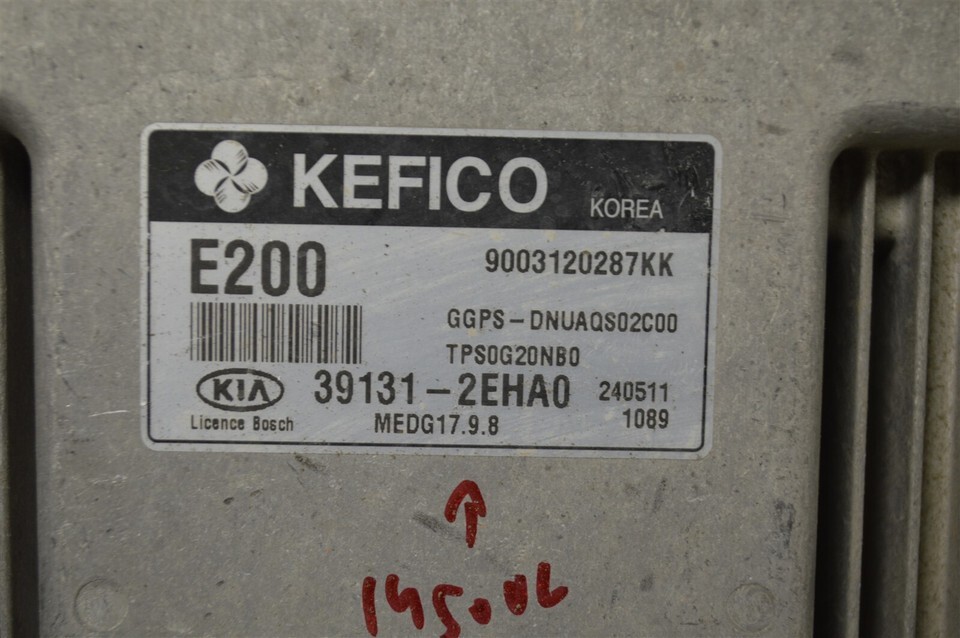 KEFICO KOREA
E200 9003120287KK
GGPS-DNUAQS02C00
TPS0G20NB0
KIA 39131-2EHA0 240511
Licence Bosch MEDG17.9.8 1089